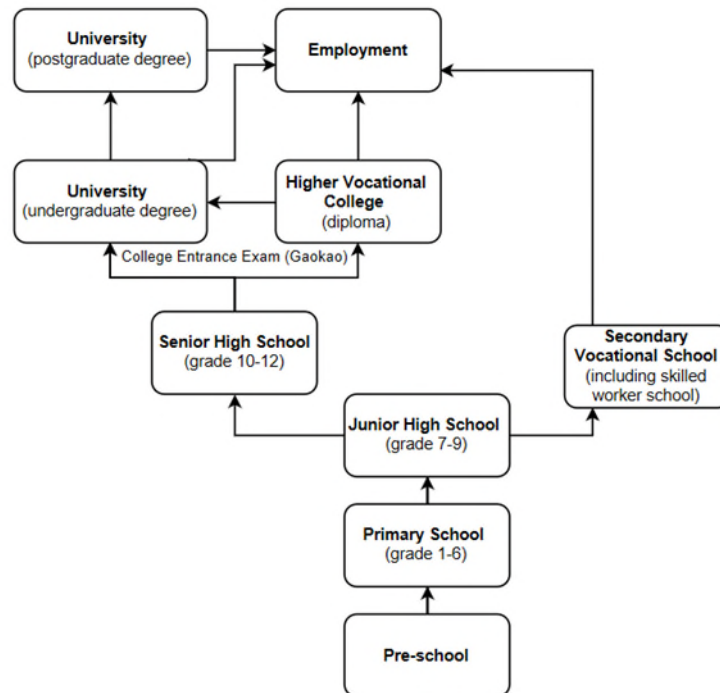 University
(postgraduate degree)
Employment
University
(undergraduate degree)
Higher Vocational
College
(diploma)
College Entrance Exam (Gaokao)
Senior High School
(grade 10-12)
Secondary
Vocational School
(including skilled
worker school)
Junior High School
(grade 7-9)
Primary School
(grade 1-6)
Pre-school